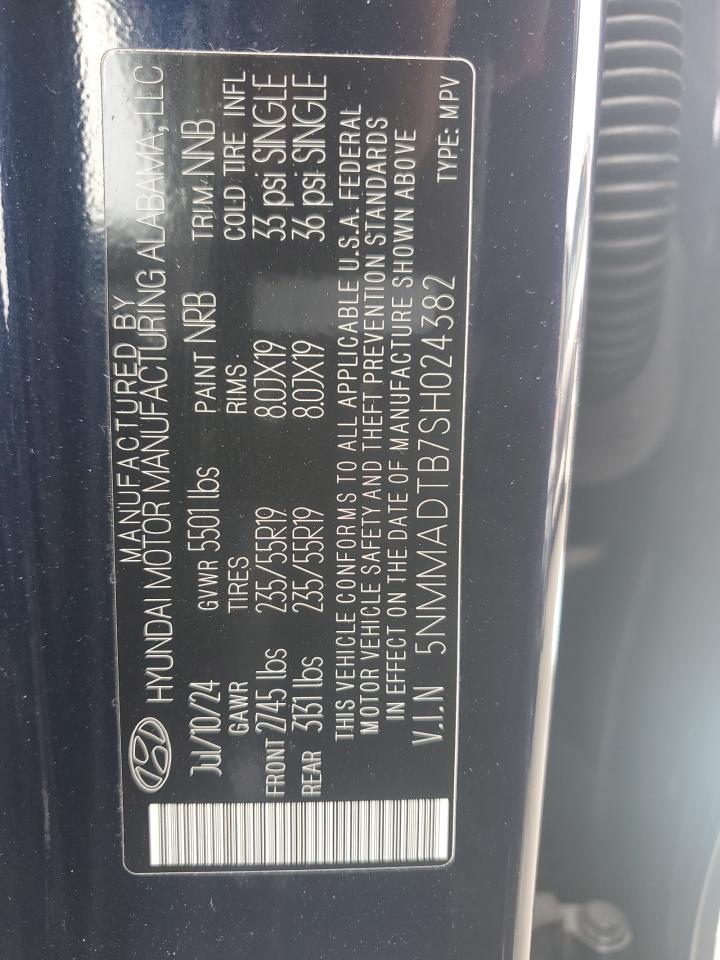 MANUFACTURED BY
HYUNDAI MOTOR MANUFACTURING ALABAMA, LLC
Jul/10/24 GVWR 5501 lbs PAINT NRB TRIM NNB
GAWR TIRES RIMS COLD TIRE INFL
FRONT 2745 lbs 235/55R19 8.0JX19 33 psi SINGLE
REAR 3131 lbs 235/55R19 8.0JX19 36 psi SINGLE
THIS VEHICLE CONFORMS TO ALL APPLICABLE U.S.A. FEDERAL
MOTOR VEHICLE SAFETY AND THEFT PREVENTION STANDARDS
IN EFFECT ON THE DATE OF MANUFACTURE SHOWN ABOVE
V.I.N 5NMMADTB7SH024382 TYPE: MPV